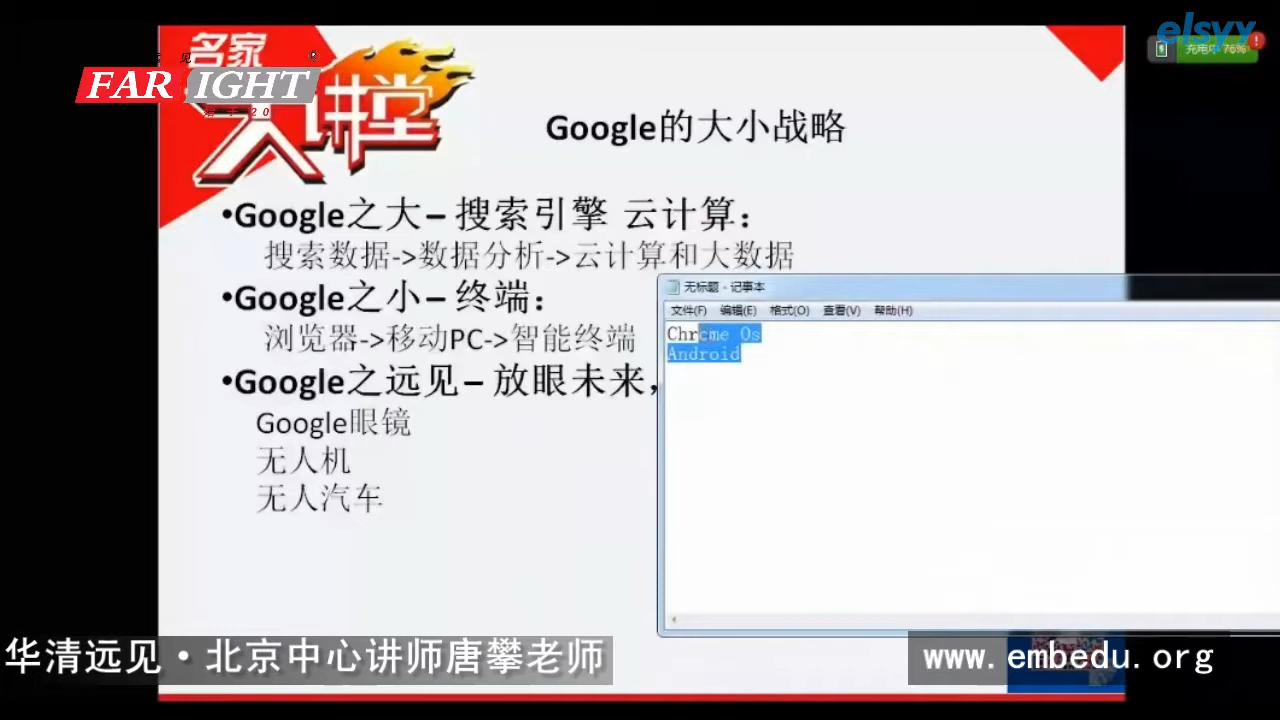 名家
大讲堂
FARSIGHT
elsyy
充电中 76%
Google的大小战略
•Google之大– 搜索引擎 云计算：
搜索数据->数据分析->云计算和大数据
•Google之小– 终端：
浏览器->移动PC->智能终端
•Google之远见– 放眼未来，
Google眼镜
无人机
无人汽车
无标题 - 记事本
文件(F) 编辑(E) 格式(O) 查看(V) 帮助(H)
Chrome Os
Android
华清远见·北京中心讲师唐攀老师
www.embedu.org